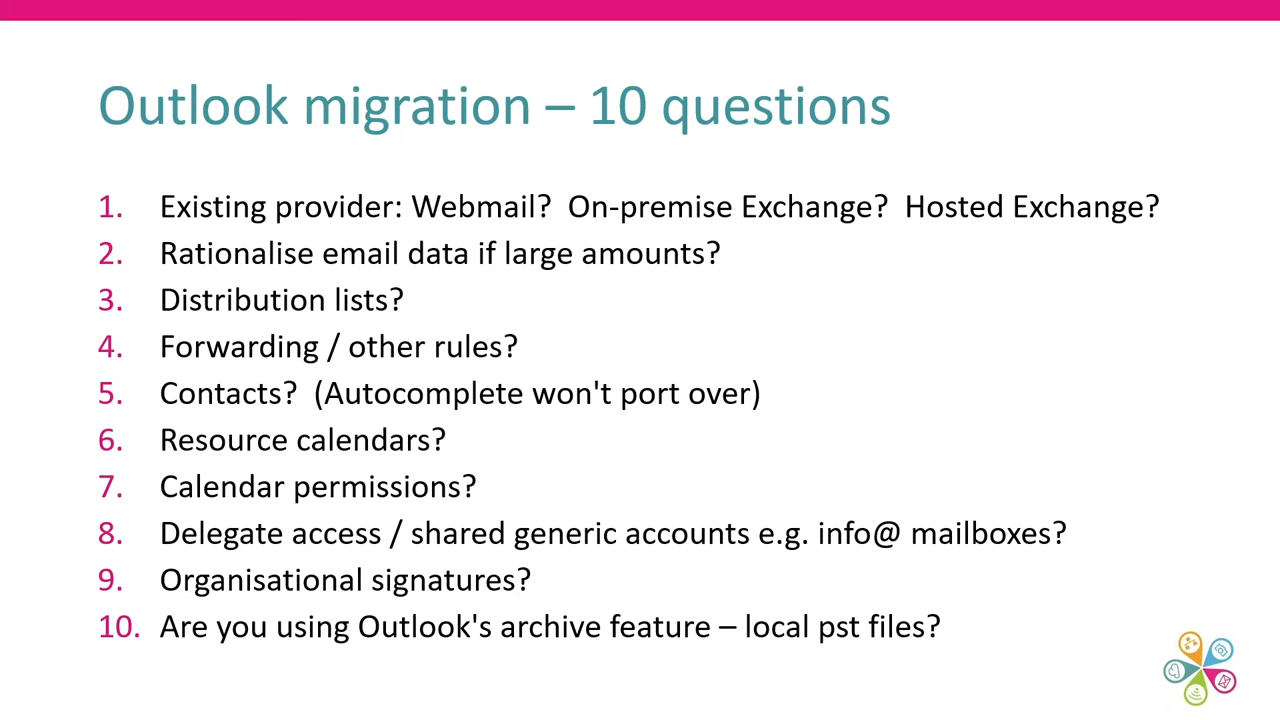 Outlook migration – 10 questions
1. Existing provider: Webmail? On-premise Exchange? Hosted Exchange?
2. Rationalise email data if large amounts?
3. Distribution lists?
4. Forwarding / other rules?
5. Contacts? (Autocomplete won't port over)
6. Resource calendars?
7. Calendar permissions?
8. Delegate access / shared generic accounts e.g. info@ mailboxes?
9. Organisational signatures?
10. Are you using Outlook's archive feature – local pst files?